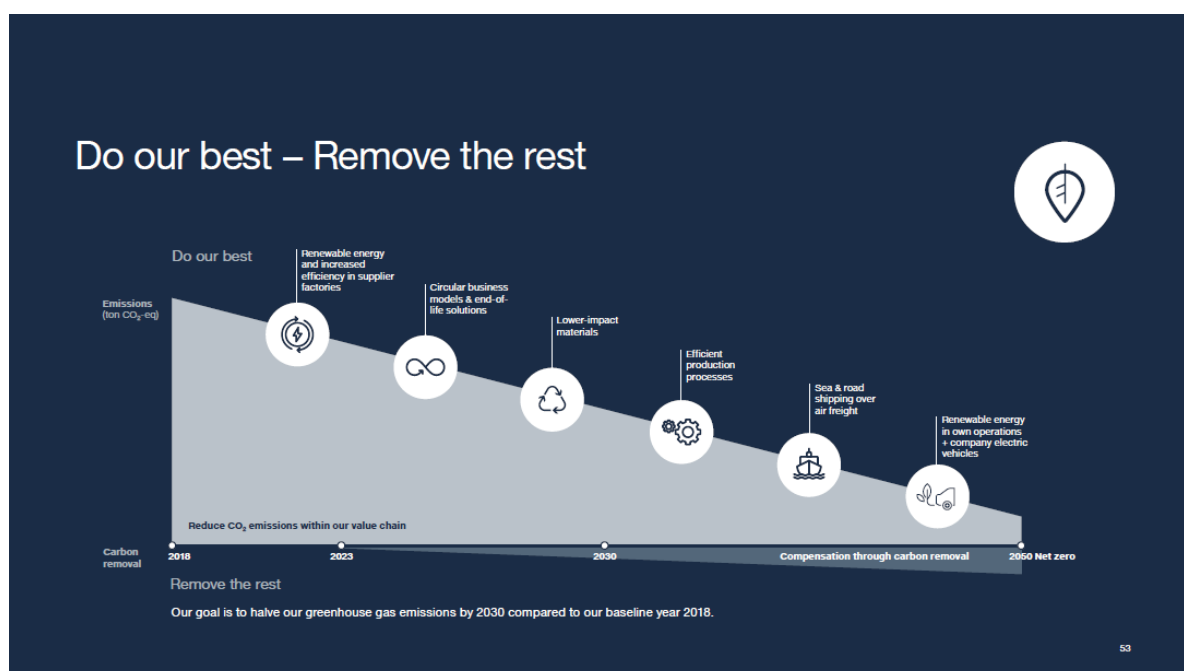 Do our best – Remove the rest
Do our best
Renewable energy
and increased
efficiency in supplier
factories
Circular business
models & end-of-
life solutions
Lower-impact
materials
Efficient
production
processes
Sea & road
shipping over
air freight
Renewable energy
in own operations
+ company electric
vehicles
Emissions
(ton CO₂-eq)
Reduce CO₂ emissions within our value chain
Carbon
removal
2018
2023
2030
Compensation through carbon removal
2050 Net zero
Remove the rest
Our goal is to halve our greenhouse gas emissions by 2030 compared to our baseline year 2018.
53